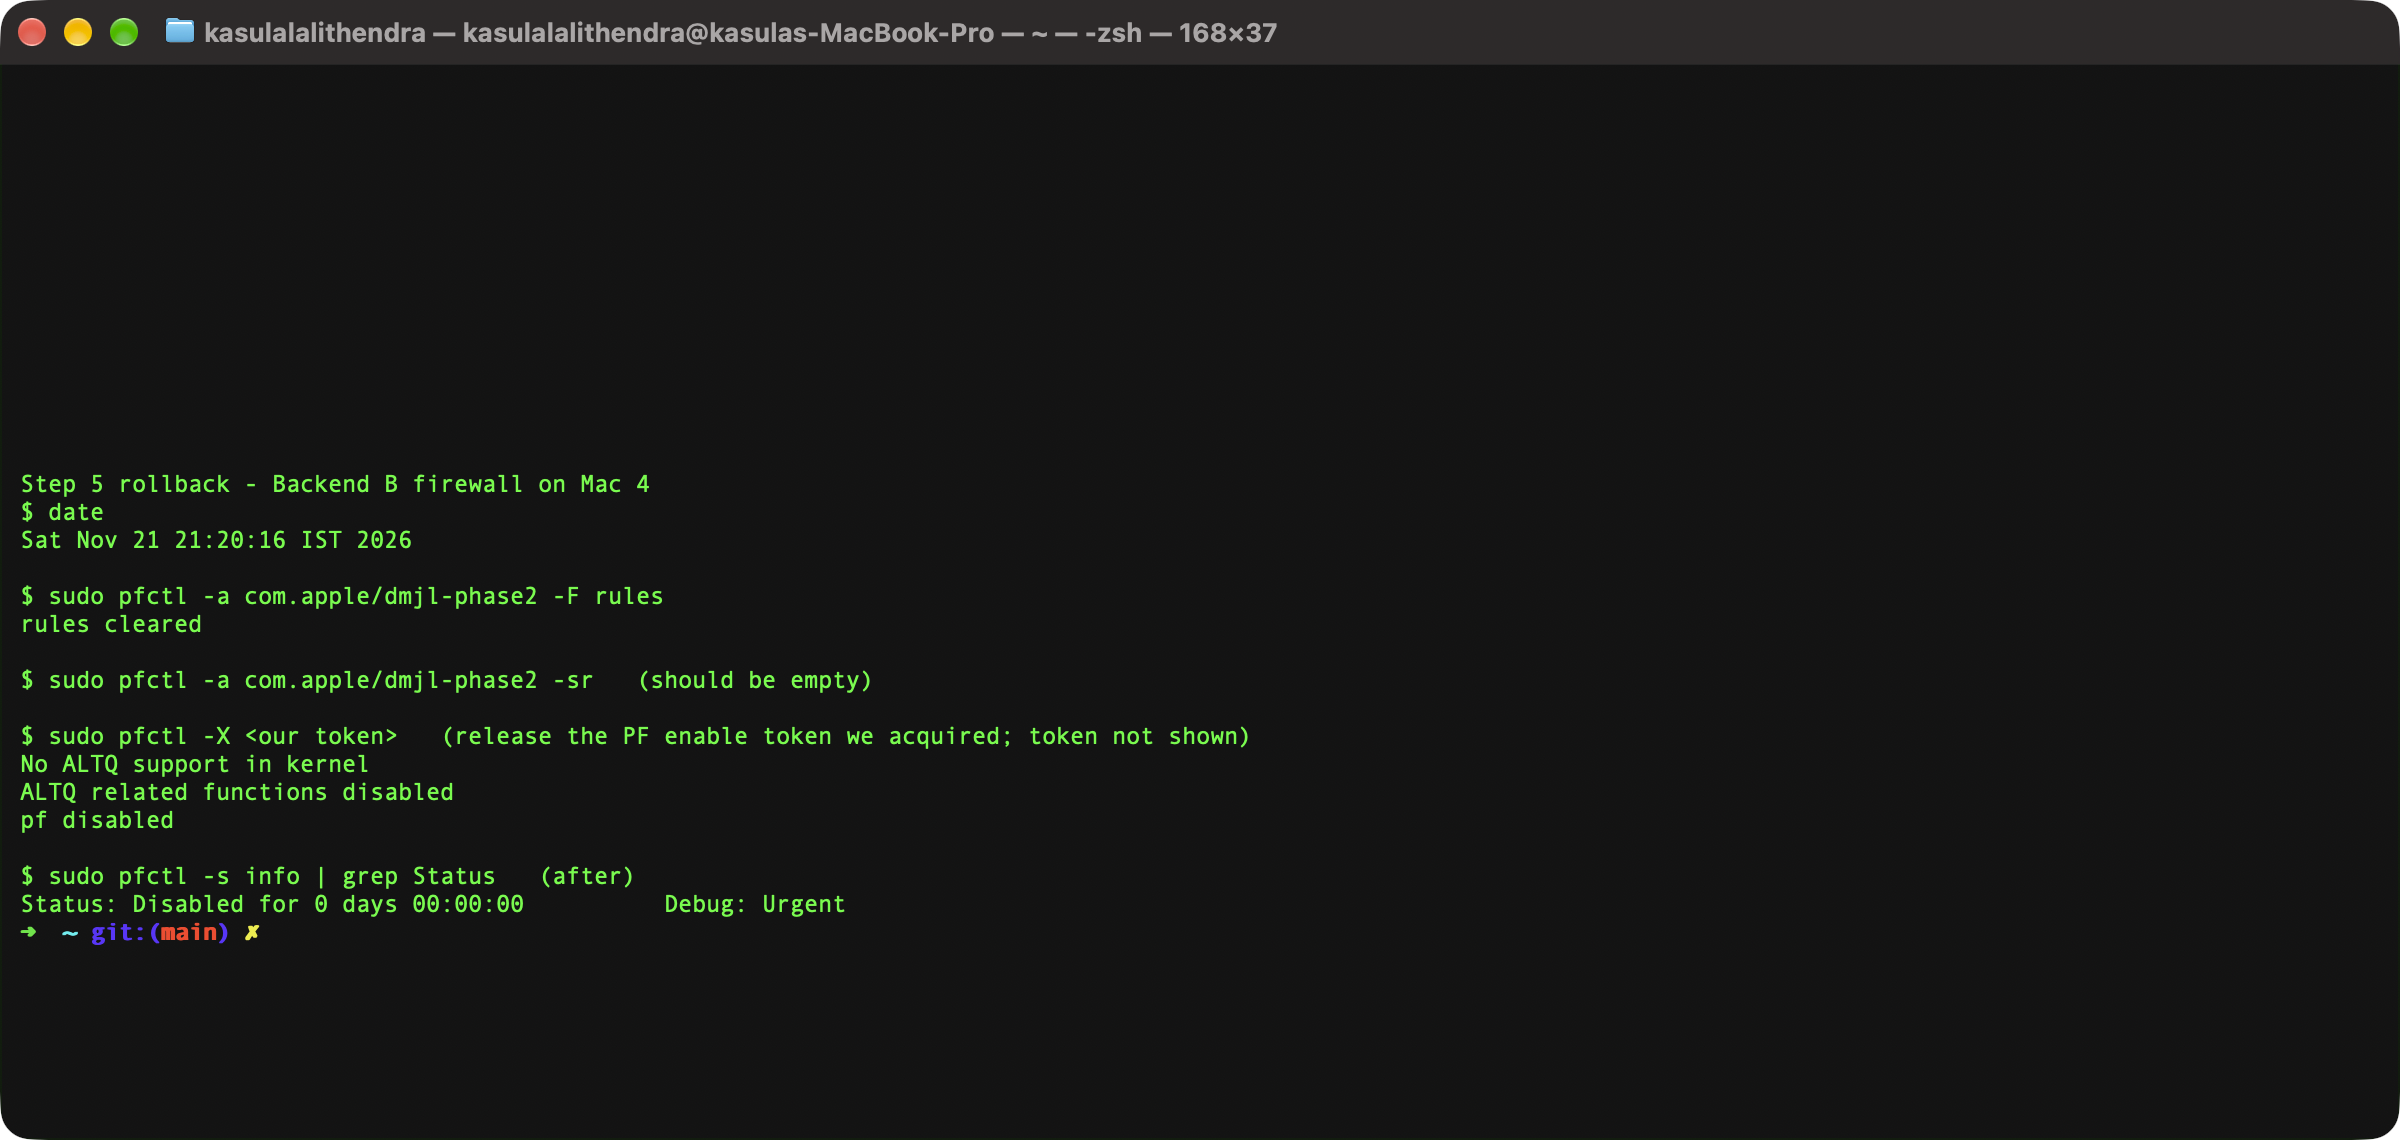 kasulalalithendra — kasulalalithendra@kasulas-MacBook-Pro — ~ — -zsh — 168×37
Step 5 rollback - Backend B firewall on Mac 4
$ date
Sat Nov 21 21:20:16 IST 2026
$ sudo pfctl -a com.apple/dmjl-phase2 -F rules
rules cleared
$ sudo pfctl -a com.apple/dmjl-phase2 -sr   (should be empty)
$ sudo pfctl -X <our token>   (release the PF enable token we acquired; token not shown)
No ALTQ support in kernel
ALTQ related functions disabled
pf disabled
$ sudo pfctl -s info | grep Status   (after)
Status: Disabled for 0 days 00:00:00          Debug: Urgent
➜  ~ git:(main) ✗